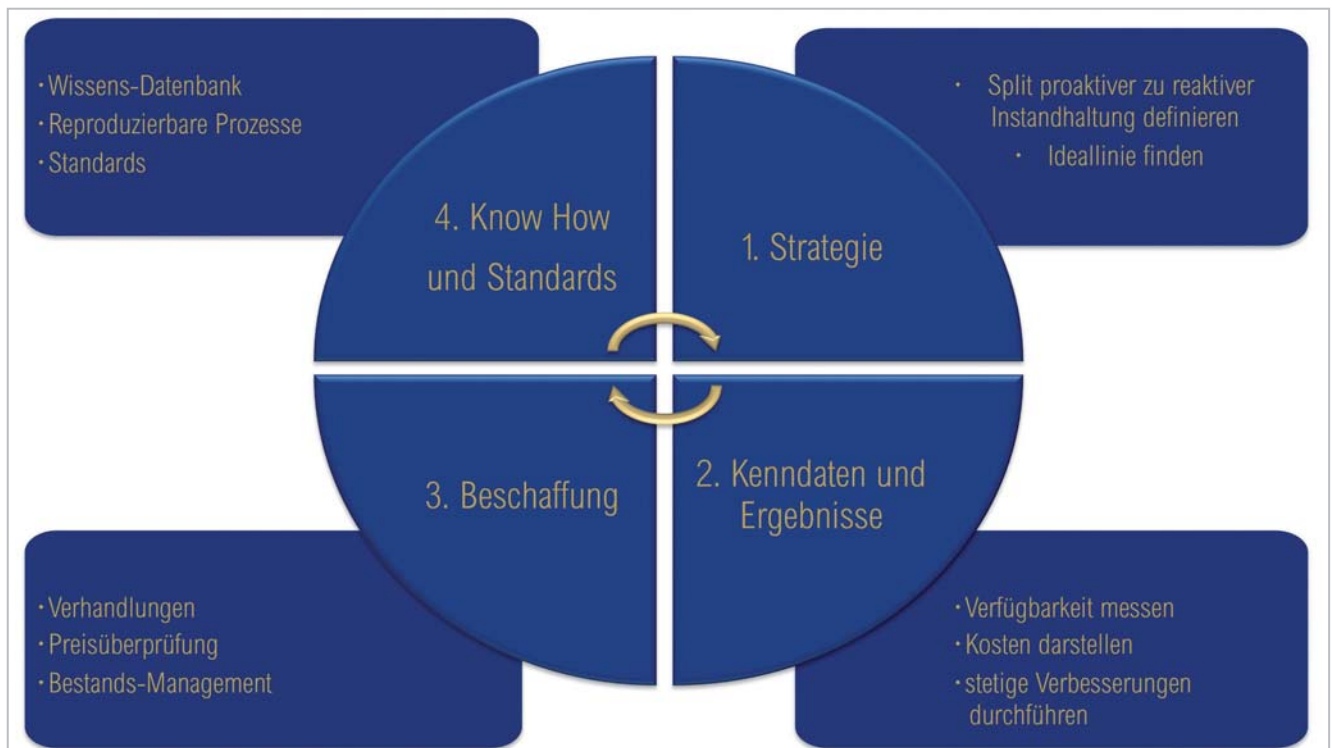 · Wissens-Datenbank
· Reproduzierbare Prozesse
· Standards
· Split proaktiver zu reaktiver
Instandhaltung definieren
· Ideallinie finden
4. Know How
und Standards
1. Strategie
3. Beschaffung
2. Kenndaten und
Ergebnisse
· Verhandlungen
· Preisüberprüfung
· Bestands-Management
· Verfügbarkeit messen
· Kosten darstellen
· stetige Verbesserungen
durchführen